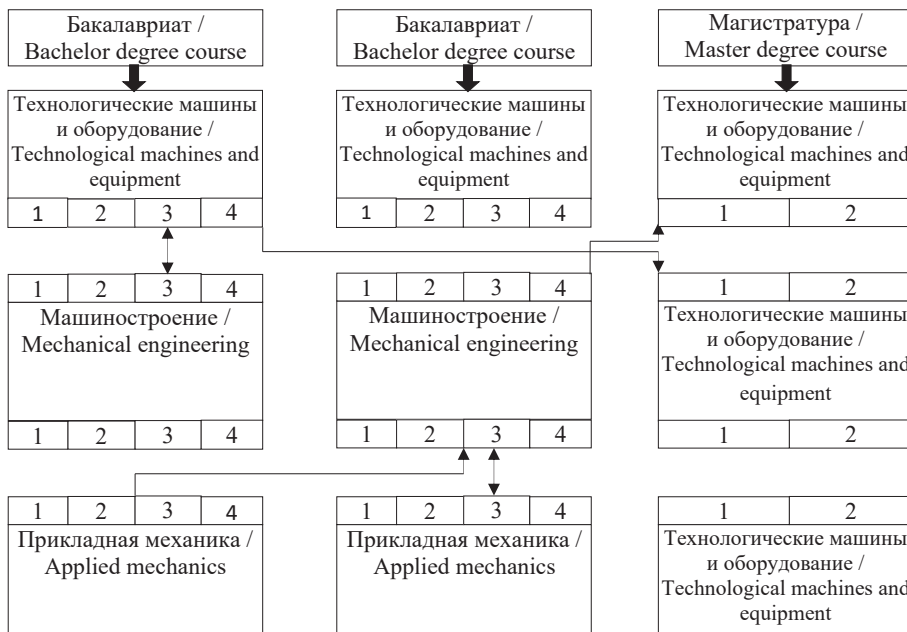 Бакалавриат /
Bachelor degree course
Бакалавриат /
Bachelor degree course
Магистратура /
Master degree course
Технологические машины
и оборудование /
Technological machines and
equipment
1 2 3 4
Технологические машины
и оборудование /
Technological machines and
equipment
1 2 3 4
Технологические машины
и оборудование /
Technological machines and
equipment
1 2
1 2 3 4
Машиностроение /
Mechanical engineering
1 2 3 4
1 2 3 4
Машиностроение /
Mechanical engineering
1 2 3 4
1 2
Технологические машины
и оборудование /
Technological machines and
equipment
1 2
1 2 3 4
Прикладная механика /
Applied mechanics
1 2 3 4
Прикладная механика /
Applied mechanics
1 2
Технологические машины
и оборудование /
Technological machines and
equipment